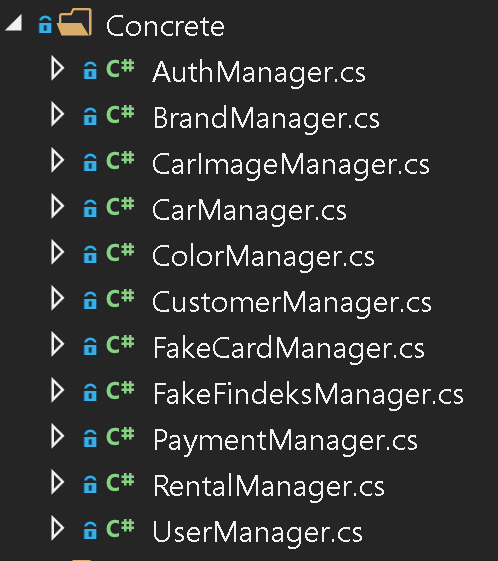 Concrete
C# AuthManager.cs
C# BrandManager.cs
C# CarImageManager.cs
C# CarManager.cs
C# ColorManager.cs
C# CustomerManager.cs
C# FakeCardManager.cs
C# FakeFindeksManager.cs
C# PaymentManager.cs
C# RentalManager.cs
C# UserManager.cs